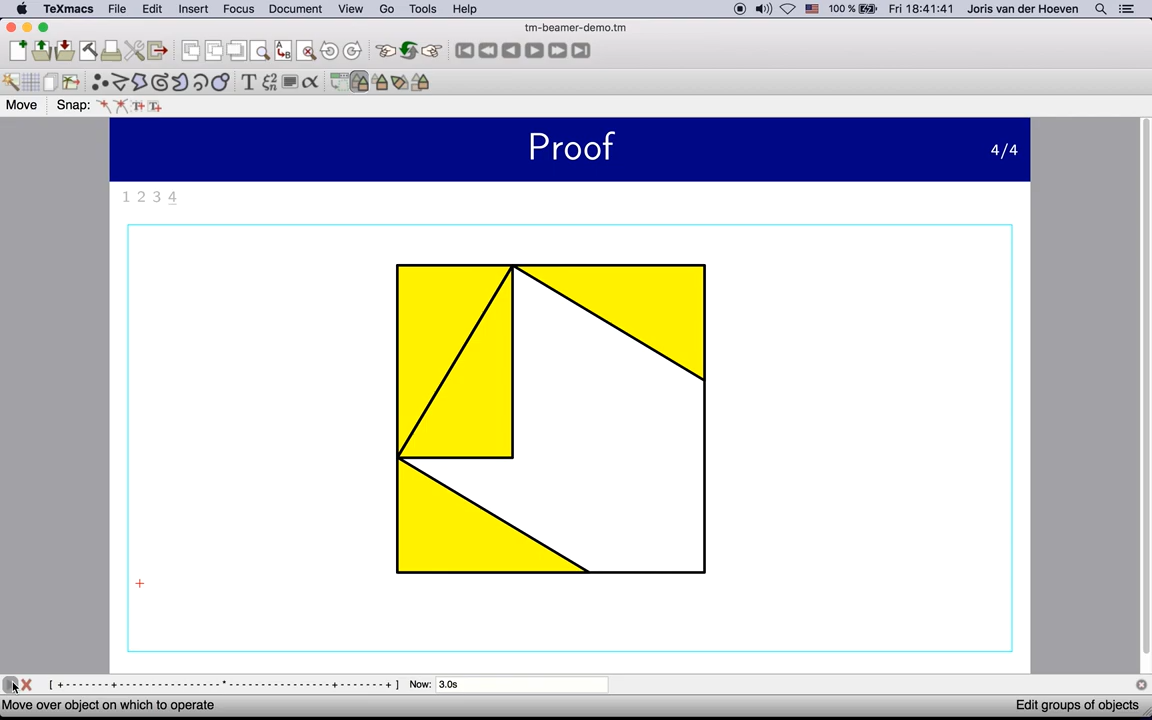 TeXmacs File Edit Insert Focus Document View Go Tools Help 100 % Fri 18:41:41 Joris van der Hoeven
tm-beamer-demo.tm
Move Snap:
Proof
4/4
1 2 3 4
[ +-------+----------------*----------------+-------+ ] Now: 3.0s
Move over object on which to operate Edit groups of objects